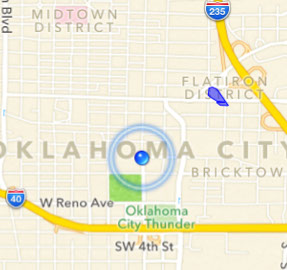 MIDTOWN
DISTRICT
235
n Blvd
FLATIRON
DISTRICT
OKLAHOMA CITY
BRICKTOW
40
W Reno Ave
Oklahoma
City Thunder
SW 4th St